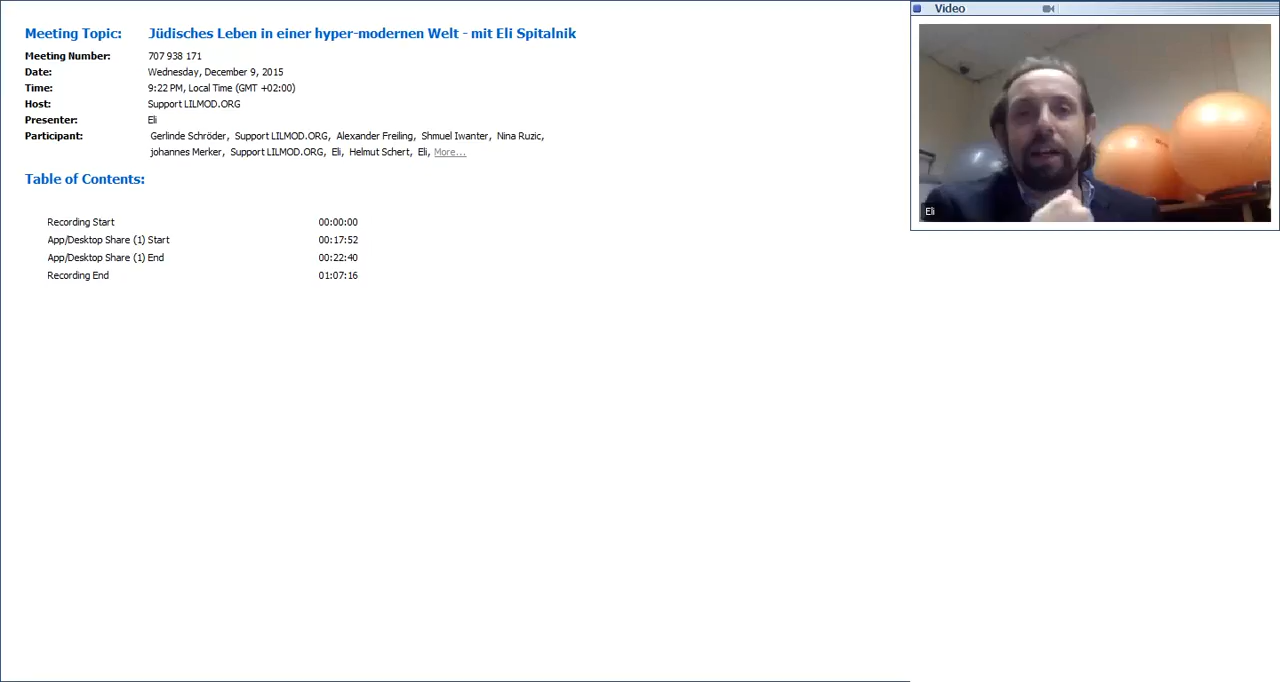 Video
Meeting Topic: Jüdisches Leben in einer hyper-modernen Welt - mit Eli Spitalnik
Meeting Number: 707 938 171
Date: Wednesday, December 9, 2015
Time: 9:22 PM, Local Time (GMT +02:00)
Host: Support LILMOD.ORG
Presenter: Eli
Participant: Gerlinde Schröder, Support LILMOD.ORG, Alexander Freiling, Shmuel Iwanter, Nina Ruzic,
johannes Merker, Support LILMOD.ORG, Eli, Helmut Schert, Eli, More...
Table of Contents:
Recording Start 00:00:00
App/Desktop Share (1) Start 00:17:52
App/Desktop Share (1) End 00:22:40
Recording End 01:07:16
Eli